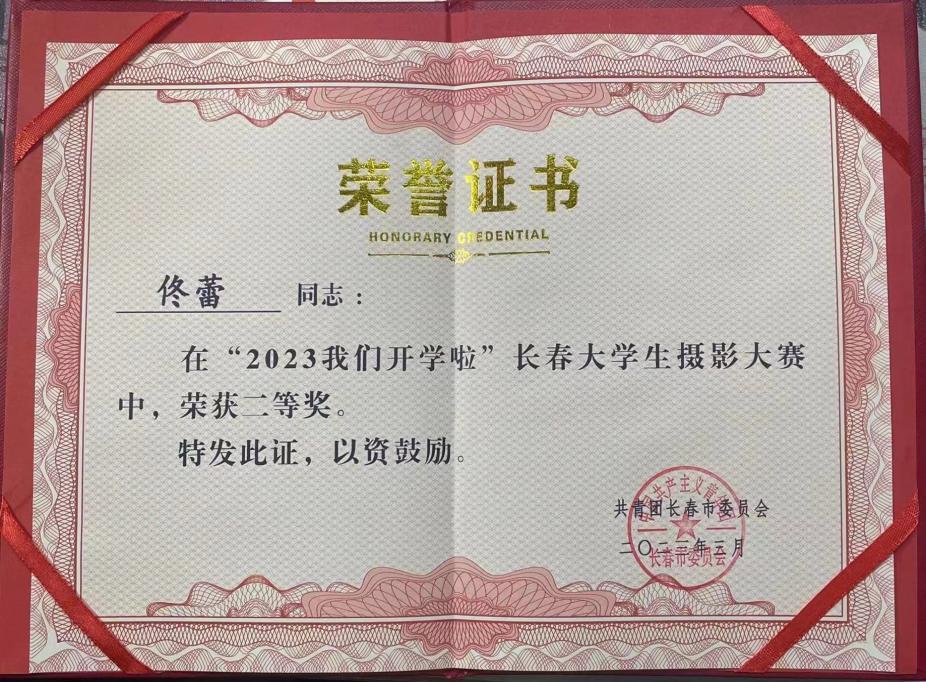 荣誉证书
HONORARY CREDENTIAL
佟蕾 同志：
在“2023我们开学啦”长春大学生摄影大赛
中，荣获二等奖。
特发此证，以资鼓励。
共青团长春市委员会
二〇二三年三月
长春市委员会